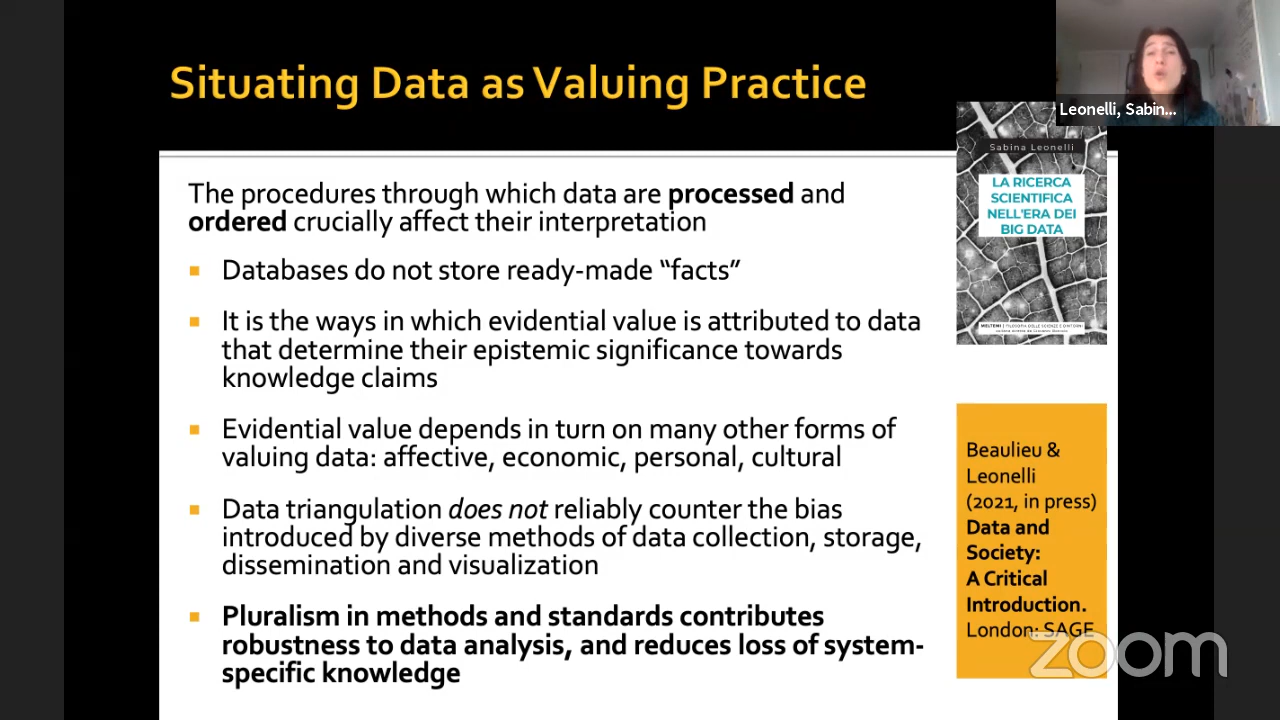 Situating Data as Valuing Practice
Leonelli, Sabin...
The procedures through which data are processed and
ordered crucially affect their interpretation
Databases do not store ready-made “facts”
It is the ways in which evidential value is attributed to data
that determine their epistemic significance towards
knowledge claims
Evidential value depends in turn on many other forms of
valuing data: affective, economic, personal, cultural
Data triangulation does not reliably counter the bias
introduced by diverse methods of data collection, storage,
dissemination and visualization
Pluralism in methods and standards contributes
robustness to data analysis, and reduces loss of system-
specific knowledge
Sabina Leonelli
LA RICERCA
SCIENTIFICA
NELL'ERA DEI
BIG DATA
MELTEMI
Beaulieu &
Leonelli
(2021, in press)
Data and
Society:
A Critical
Introduction.
London: SAGE
zoom